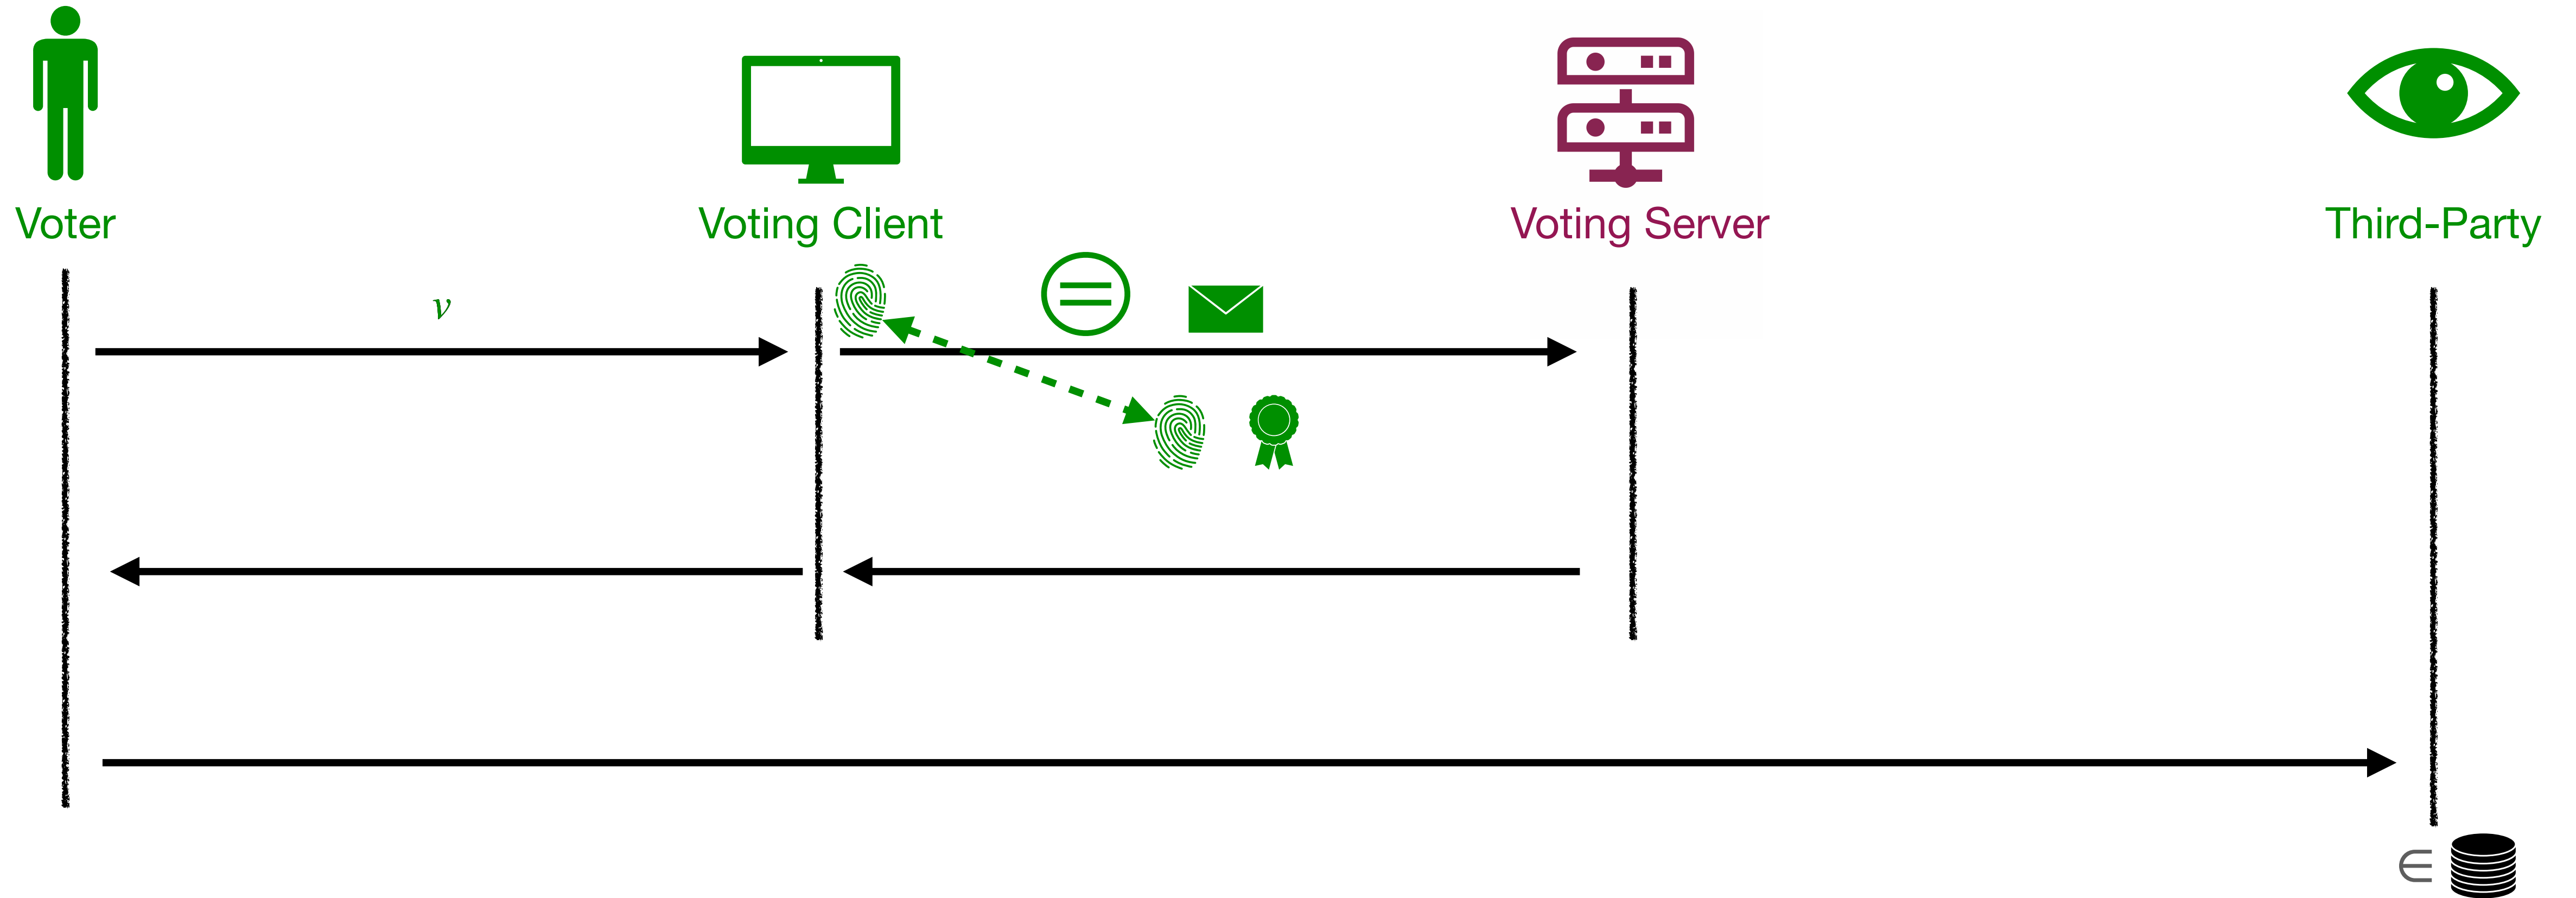 Voter
Voting Client
Voting Server
Third-Party
v
=
∈